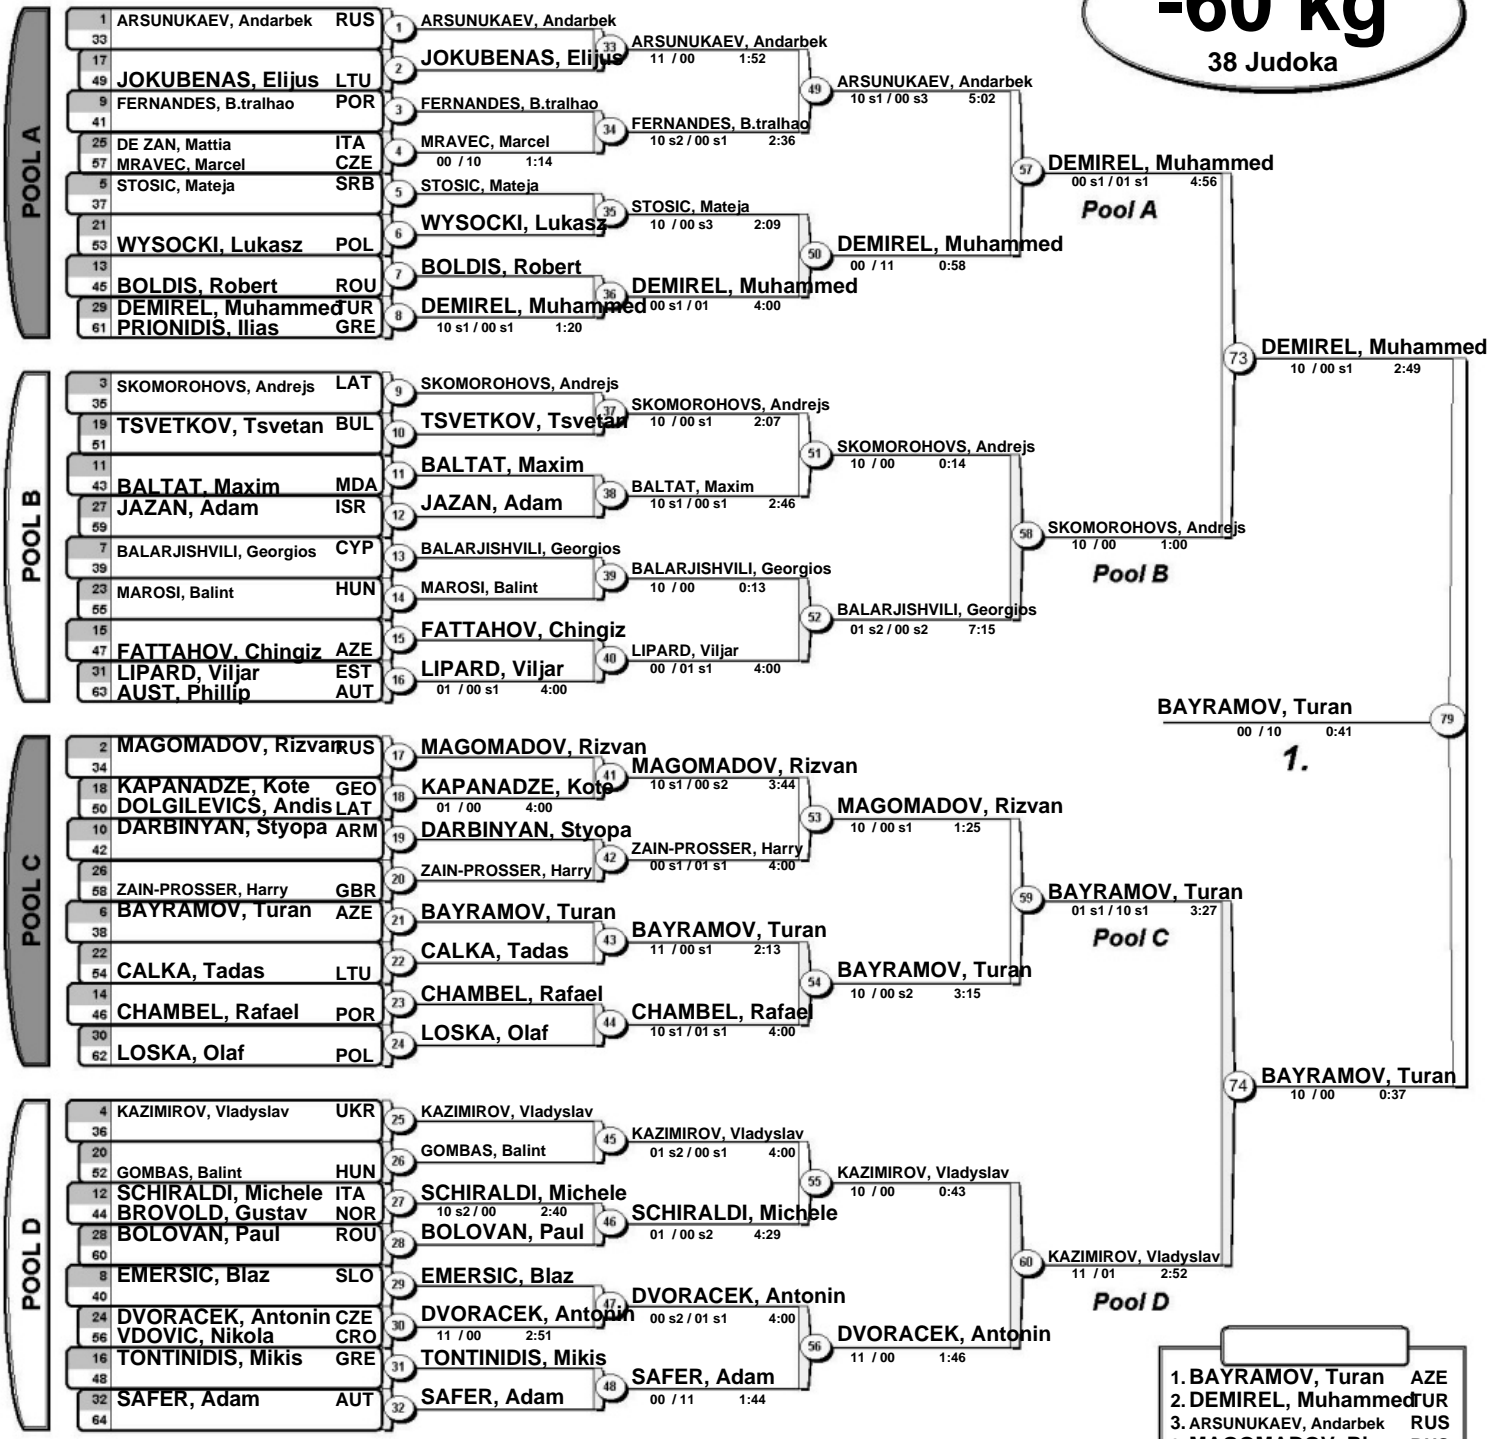 -60 kg
38 Judoka
POOL A
1 ARSUNUKAEV, Andarbek RUS
33
17
49 JOKUBENAS, Elijus LTU
9 FERNANDES, B.tralhao POR
41
25 DE ZAN, Mattia ITA
57 MRAVEC, Marcel CZE
5 STOSIC, Mateja SRB
37
21
53 WYSOCKI, Lukasz POL
13
45 BOLDIS, Robert ROU
29 DEMIREL, Muhammed TUR
61 PRIONIDIS, Ilias GRE
1 ARSUNUKAEV, Andarbek
2 JOKUBENAS, Elijus
3 FERNANDES, B.tralhao
4 MRAVEC, Marcel
00 / 10 1:14
5 STOSIC, Mateja
6 WYSOCKI, Lukasz
7 BOLDIS, Robert
8 DEMIREL, Muhammed
10 s1 / 00 s1 1:20
33 ARSUNUKAEV, Andarbek
11 / 00 1:52
34 FERNANDES, B.tralhao
10 s2 / 00 s1 2:36
35 STOSIC, Mateja
10 / 00 s3 2:09
36 DEMIREL, Muhammed
00 s1 / 01 4:00
49 ARSUNUKAEV, Andarbek
10 s1 / 00 s3 5:02
50 DEMIREL, Muhammed
00 / 11 0:58
57 DEMIREL, Muhammed
00 s1 / 01 s1 4:56
Pool A
POOL B
3 SKOMOROHOVS, Andrejs LAT
35
19 TSVETKOV, Tsvetan BUL
51
11
43 BALTAT, Maxim MDA
27 JAZAN, Adam ISR
59
7 BALARJISHVILI, Georgios CYP
39
23 MAROSI, Balint HUN
55
15
47 FATTAHOV, Chingiz AZE
31 LIPARD, Viljar EST
63 AUST, Phillip AUT
9 SKOMOROHOVS, Andrejs
10 TSVETKOV, Tsvetan
11 BALTAT, Maxim
12 JAZAN, Adam
13 BALARJISHVILI, Georgios
14 MAROSI, Balint
15 FATTAHOV, Chingiz
16 LIPARD, Viljar
01 / 00 s1 4:00
37 SKOMOROHOVS, Andrejs
10 / 00 s1 2:07
38 BALTAT, Maxim
10 s1 / 00 s1 2:46
39 BALARJISHVILI, Georgios
10 / 00 0:13
40 LIPARD, Viljar
00 / 01 s1 4:00
51 SKOMOROHOVS, Andrejs
10 / 00 0:14
52 BALARJISHVILI, Georgios
01 s2 / 00 s2 7:15
58 SKOMOROHOVS, Andrejs
10 / 00 1:00
Pool B
73 DEMIREL, Muhammed
10 / 00 s1 2:49
BAYRAMOV, Turan 79
00 / 10 0:41
1.
POOL C
2 MAGOMADOV, Rizvan RUS
34
18 KAPANADZE, Kote GEO
50 DOLGILEVICS, Andis LAT
10 DARBINYAN, Styopa ARM
42
26
58 ZAIN-PROSSER, Harry GBR
6 BAYRAMOV, Turan AZE
38
22
54 CALKA, Tadas LTU
14
46 CHAMBEL, Rafael POR
30
62 LOSKA, Olaf POL
17 MAGOMADOV, Rizvan
18 KAPANADZE, Kote
01 / 00 4:00
19 DARBINYAN, Styopa
20 ZAIN-PROSSER, Harry
21 BAYRAMOV, Turan
22 CALKA, Tadas
23 CHAMBEL, Rafael
24 LOSKA, Olaf
41 MAGOMADOV, Rizvan
10 s1 / 00 s2 3:44
42 ZAIN-PROSSER, Harry
00 s1 / 01 s1 4:00
43 BAYRAMOV, Turan
11 / 00 s1 2:13
44 CHAMBEL, Rafael
10 s1 / 01 s1 4:00
53 MAGOMADOV, Rizvan
10 / 00 s1 1:25
54 BAYRAMOV, Turan
10 / 00 s2 3:15
59 BAYRAMOV, Turan
01 s1 / 10 s1 3:27
Pool C
POOL D
4 KAZIMIROV, Vladyslav UKR
36
20
52 GOMBAS, Balint HUN
12 SCHIRALDI, Michele ITA
44 BROVOLD, Gustav NOR
28 BOLOVAN, Paul ROU
60
8 EMERSIC, Blaz SLO
40
24 DVORACEK, Antonin CZE
56 VDOVIC, Nikola CRO
16 TONTINIDIS, Mikis GRE
48
32 SAFER, Adam AUT
64
25 KAZIMIROV, Vladyslav
26 GOMBAS, Balint
27 SCHIRALDI, Michele
10 s2 / 00 2:40
28 BOLOVAN, Paul
29 EMERSIC, Blaz
30 DVORACEK, Antonin
11 / 00 2:51
31 TONTINIDIS, Mikis
32 SAFER, Adam
45 KAZIMIROV, Vladyslav
01 s2 / 00 s1 4:00
46 SCHIRALDI, Michele
01 / 00 s2 4:29
47 DVORACEK, Antonin
00 s2 / 01 s1 4:00
48 SAFER, Adam
00 / 11 1:44
55 KAZIMIROV, Vladyslav
10 / 00 0:43
56 DVORACEK, Antonin
11 / 00 1:46
60 KAZIMIROV, Vladyslav
11 / 01 2:52
Pool D
74 BAYRAMOV, Turan
10 / 00 0:37
1. BAYRAMOV, Turan AZE
2. DEMIREL, Muhammed TUR
3. ARSUNUKAEV, Andarbek RUS